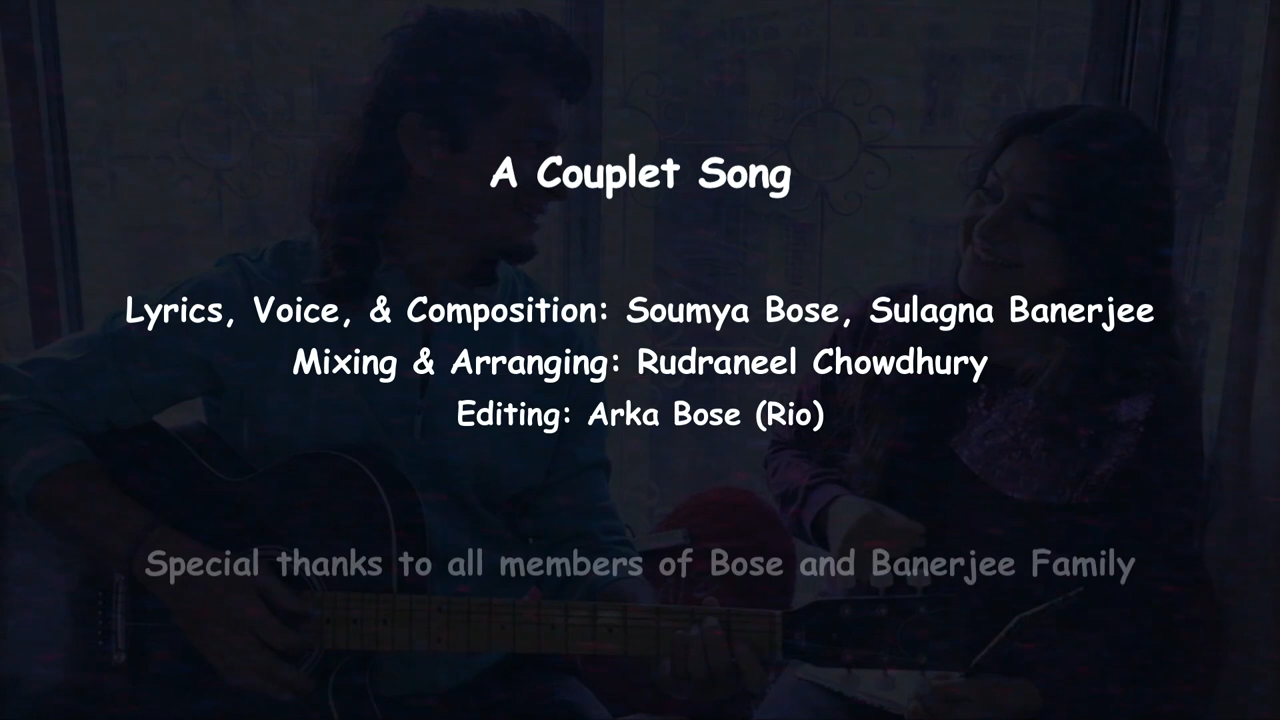 A Couplet Song
Lyrics, Voice, & Composition: Soumya Bose, Sulagna Banerjee
Mixing & Arranging: Rudraneel Chowdhury
Editing: Arka Bose (Rio)
Special thanks to all members of Bose and Banerjee Family